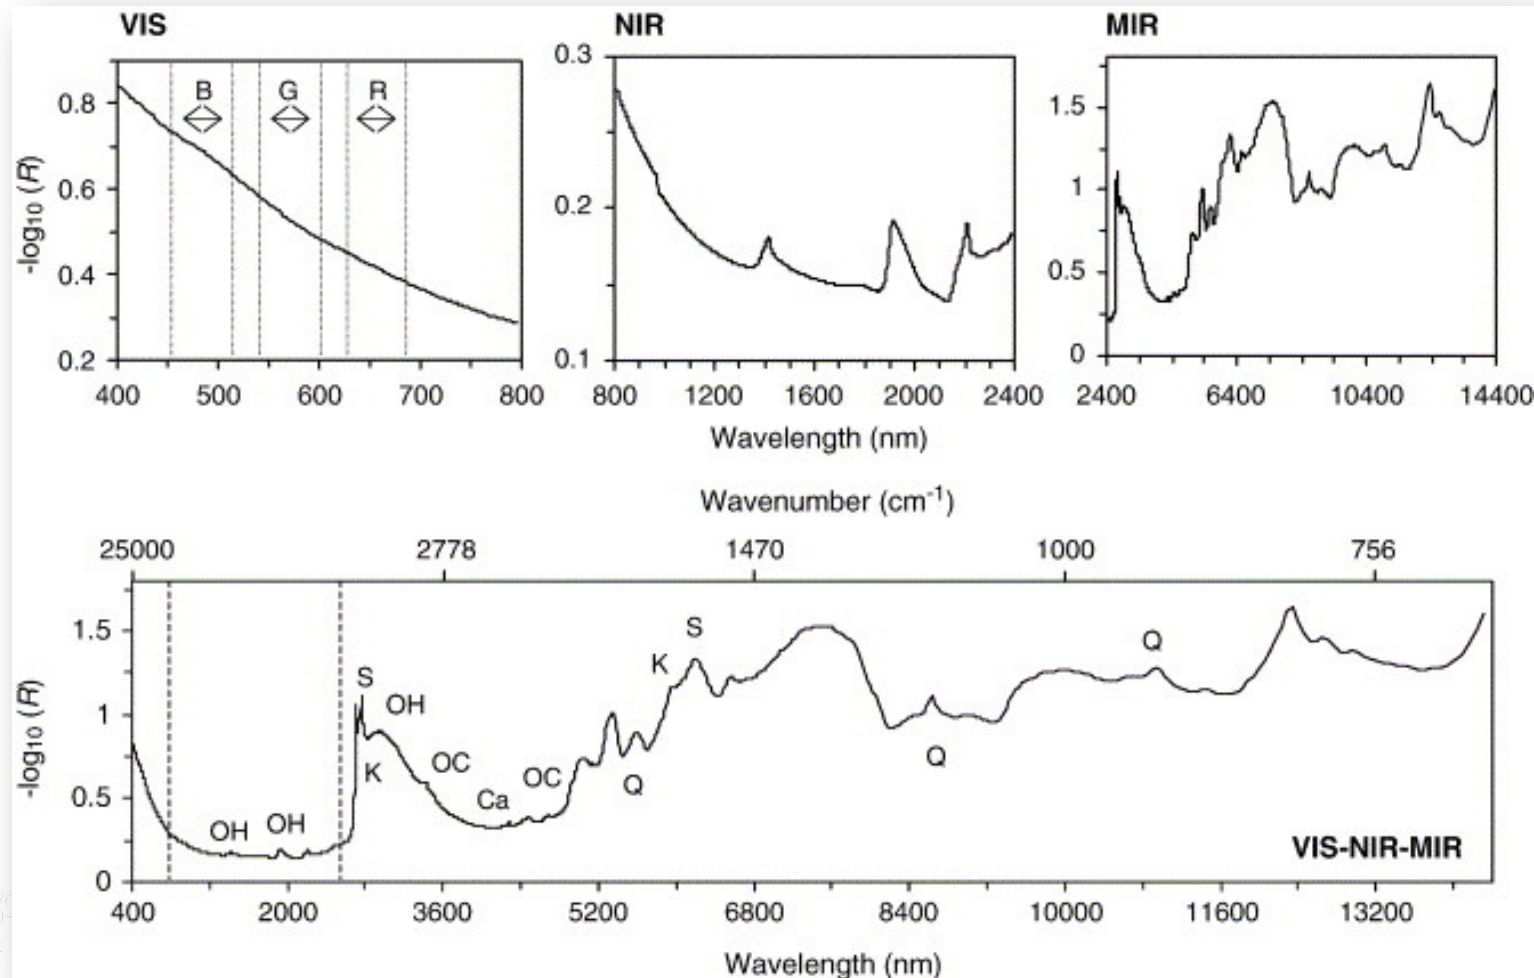 VIS
NIR
MIR
B G R
-log10 (R)
0.8
0.6
0.4
0.2
400 500 600 700 800
0.3
0.2
0.1
800 1200 1600 2000 2400
1.5
1
0.5
0
2400 6400 10400 14400
Wavelength (nm)
Wavenumber (cm-1)
25000 2778 1470 1000 756
-log10 (R)
1.5
1
0.5
0
S
OH
K
OC
OH
OH
Ca
OC
K
S
Q
Q
Q
VIS-NIR-MIR
400 2000 3600 5200 6800 8400 10000 11600 13200
Wavelength (nm)